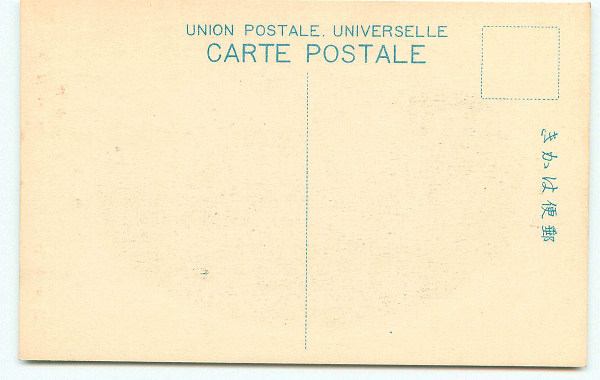 UNION POSTALE. UNIVERSELLE
CARTE POSTALE
きかは便郵